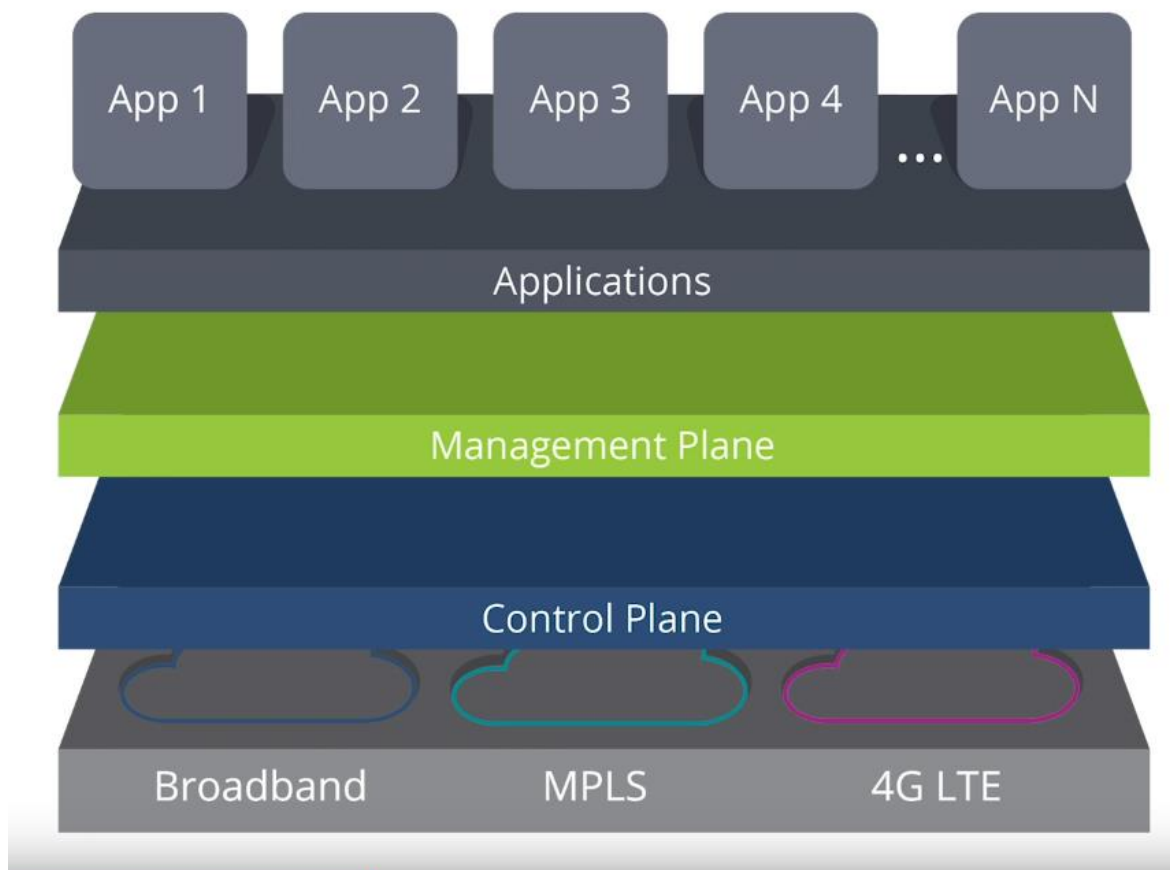 App 1 App 2 App 3 App 4 ... App N
Applications
Management Plane
Control Plane
Broadband MPLS 4G LTE